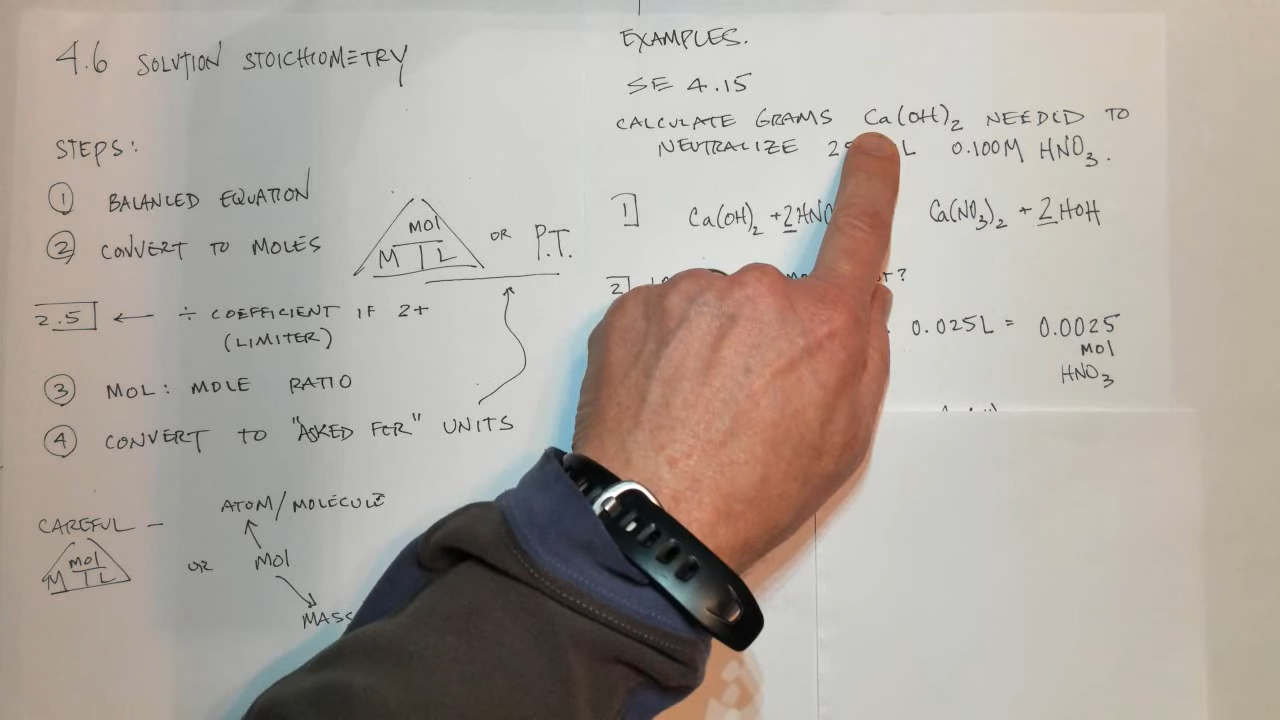 4.6 SOLUTION STOICHIOMETRY
STEPS:
① BALANCED EQUATION
② CONVERT TO MOLES
mol
M L
OR P.T.
2.5 ← ÷ COEFFICIENT IF 2+
(LIMITER)
③ MOL: MOLE RATIO
④ CONVERT TO "ASKED FOR" UNITS
CAREFUL -
mol
M L
OR
ATOM/MOLECULE
MOL
MASS
EXAMPLES.
SE 4.15
CALCULATE GRAMS Ca(OH)₂ NEEDED TO
NEUTRALIZE L 0.100M HNO₃.
1 Ca(OH)₂ + 2 Ca(NO₃)₂ + 2HOH
2 ?
0.025L = 0.0025
mol
HNO₃